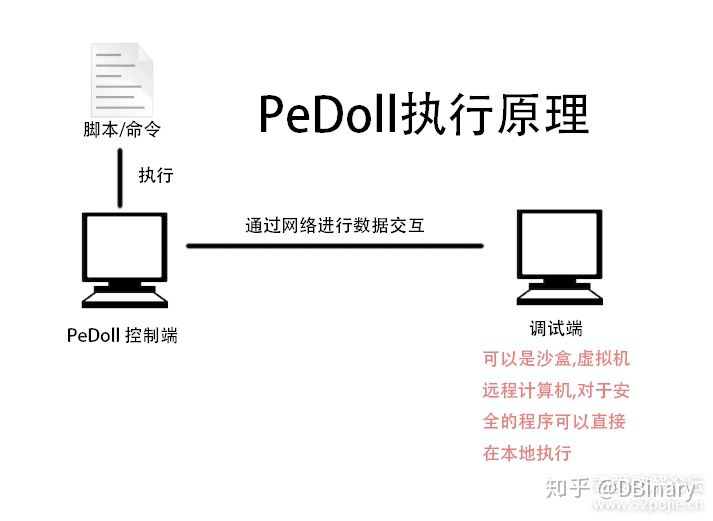 PeDoll执行原理
脚本/命令
执行
通过网络进行数据交互
PeDoll 控制端
调试端
可以是沙盒,虚拟机
远程计算机,对于安
全的程序可以直接
在本地执行
知乎 @DBinary
www.52pojie.cn